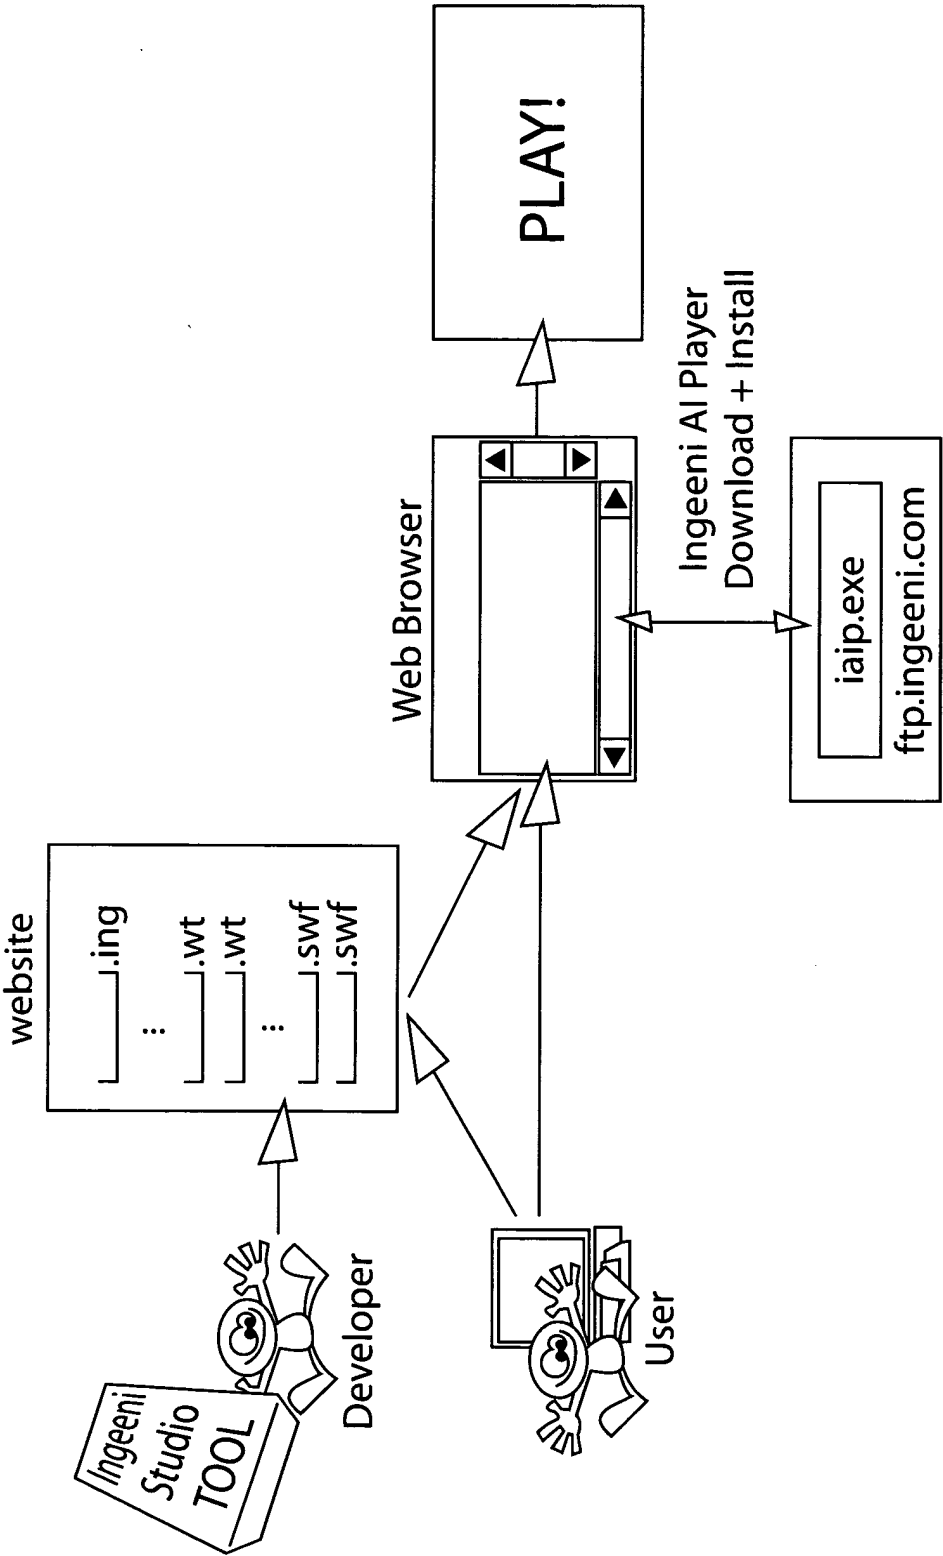 Ingeeni
Studio
TOOL
Developer
User
website
.ing
...
.wt
.wt
...
.swf
.swf
Web Browser
Ingeeni AI Player
Download + Install
iaip.exe
ftp.ingeeni.com
PLAY!